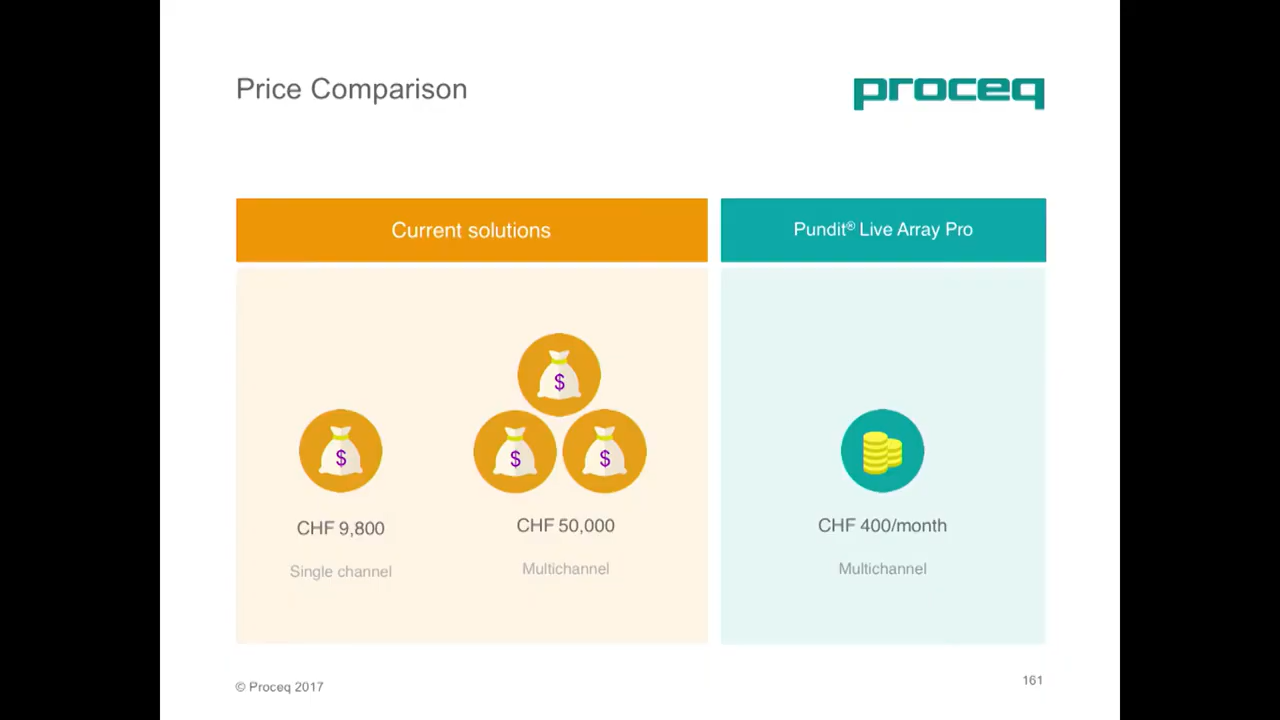 Price Comparison
proceq
Current solutions
Pundit® Live Array Pro
$
$
$
$
CHF 9,800
CHF 50,000
CHF 400/month
Single channel
Multichannel
Multichannel
© Proceq 2017
161